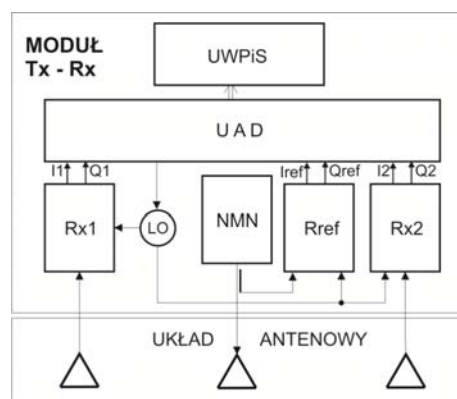 MODUŁ
Tx - Rx
UWPiS
U A D
I1 Q1 Iref Qref I2 Q2
Rx1 LO NMN Rref Rx2
UKŁAD ANTENOWY